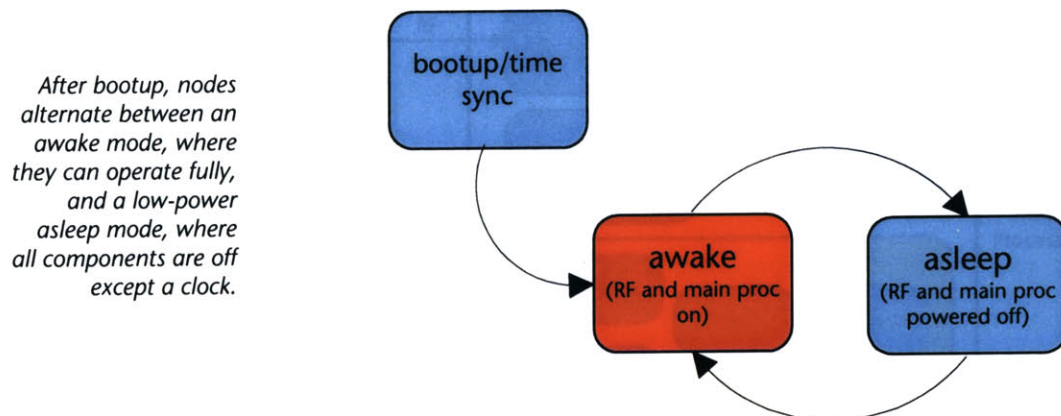 After bootup, nodes
alternate between an
awake mode, where
they can operate fully,
and a low-power
asleep mode, where
all components are off
except a clock.
bootup/time
sync
awake
(RF and main proc
on)
asleep
(RF and main proc
powered off)